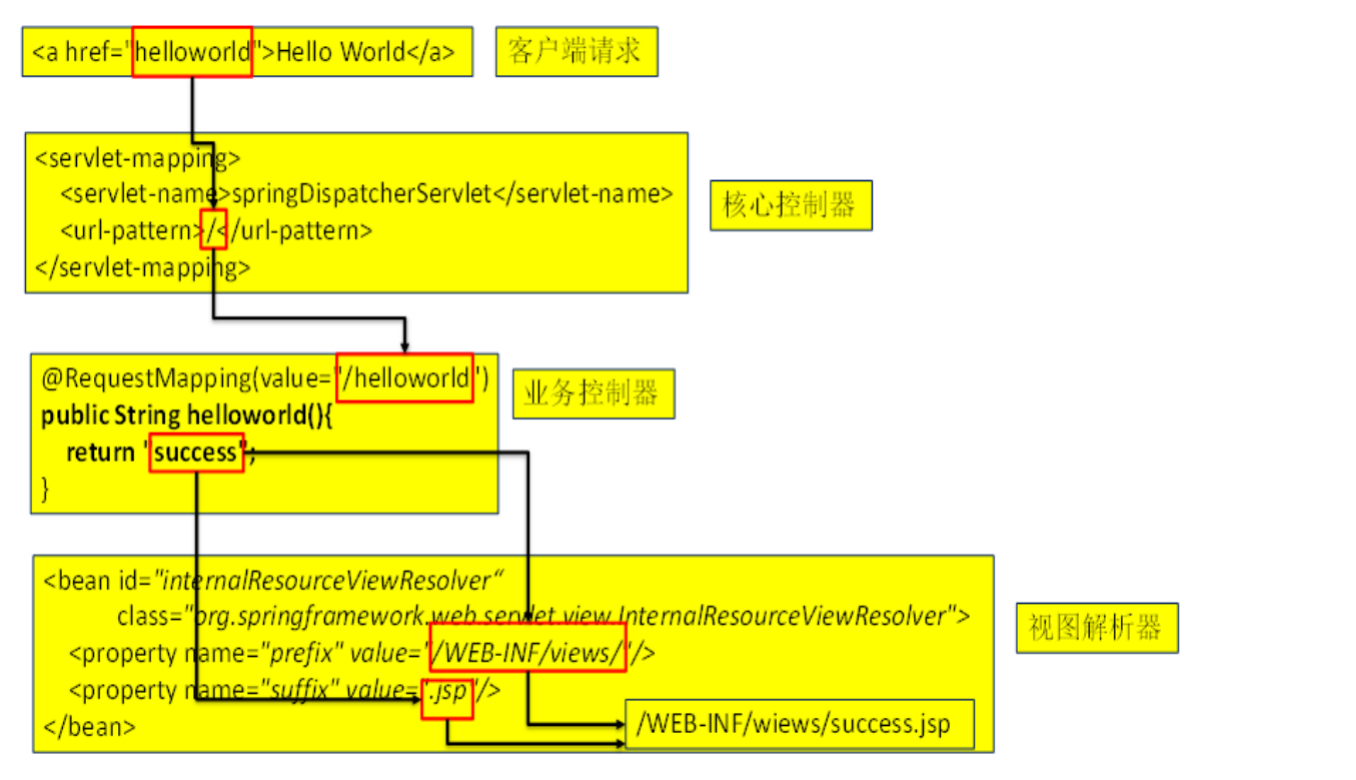 <a href="helloworld">Hello World</a>
客户端请求
<servlet-mapping>
<servlet-name>springDispatcherServlet</servlet-name>
<url-pattern>/</url-pattern>
</servlet-mapping>
核心控制器
@RequestMapping(value="/helloworld")
public String helloworld(){
return "success";
}
业务控制器
<bean id="internalResourceViewResolver“
class="org.springframework.web.servlet.view.InternalResourceViewResolver">
<property name="prefix" value="/WEB-INF/views/"/>
<property name="suffix" value=".jsp"/>
</bean>
/WEB-INF/wiews/success.jsp
视图解析器